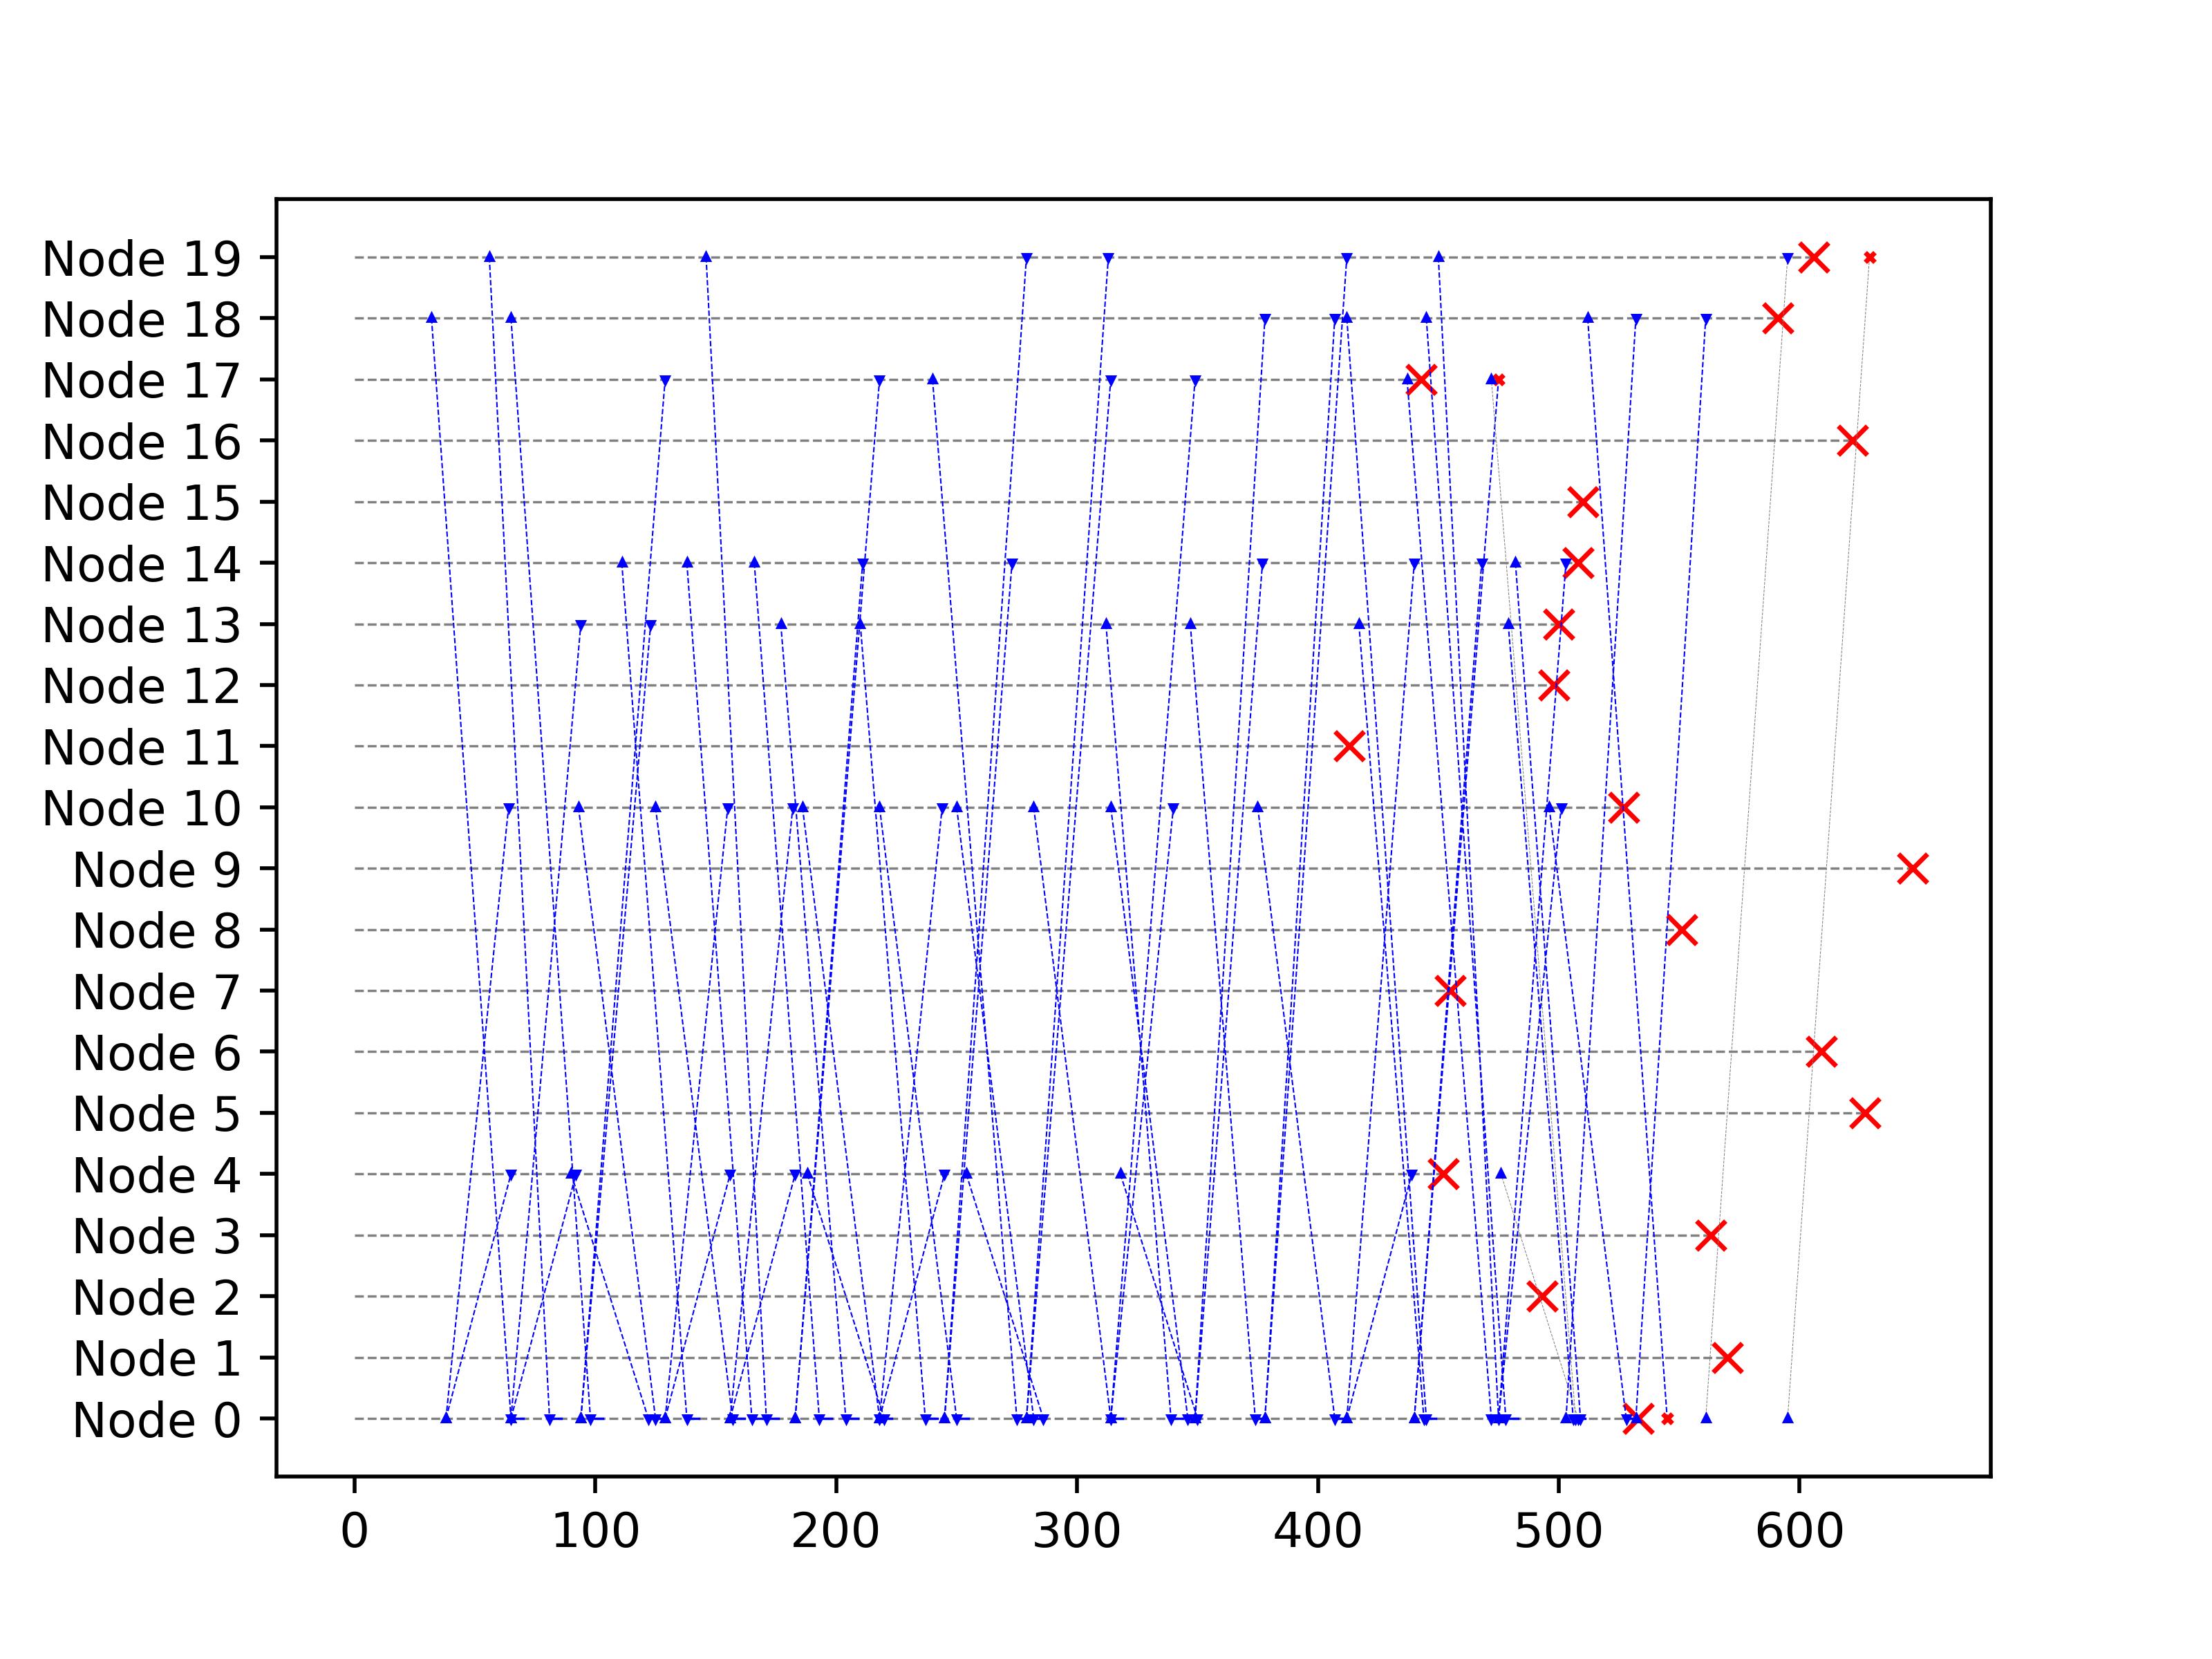 Node 19
Node 18
Node 17
Node 16
Node 15
Node 14
Node 13
Node 12
Node 11
Node 10
Node 9
Node 8
Node 7
Node 6
Node 5
Node 4
Node 3
Node 2
Node 1
Node 0
0 100 200 300 400 500 600